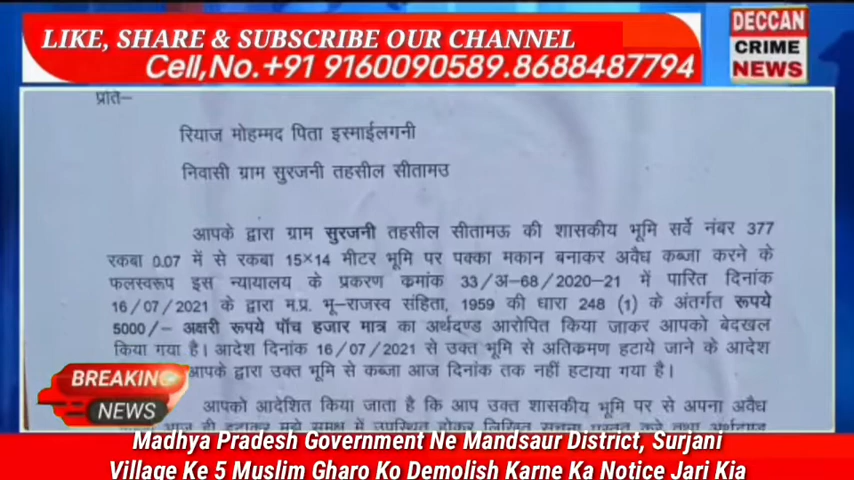 LIKE, SHARE & SUBSCRIBE OUR CHANNEL
Cell,No.+91 9160090589.8688487794
DECCAN
CRIME
NEWS
प्रति—
रियाज मोहम्मद पिता इस्माईलगनी
निवासी ग्राम सुरजनी तहसील सीतामउ
आपके द्वारा ग्राम सुरजनी तहसील सीतामऊ की शासकीय भूमि सर्वे नंबर 377
रकबा 0.07 में से रकबा 15×14 मीटर भूमि पर पक्का मकान बनाकर अवैध कब्जा करने के
फलस्वरूप इस न्यायालय के प्रकरण क्रमांक 33/अ-68/2020-21 में पारित दिनांक
16/07/2021 के द्वारा म.प्र. भू-राजस्व संहिता, 1959 की धारा 248 (1) के अंतर्गत रूपये
5000/- अक्षरी रूपये पॉच हजार मात्र का अर्थदण्ड आरोपित किया जाकर आपको बेदखल
किया गया है। आदेश दिनांक 16/07/2021 से उक्त भूमि से अतिक्रमण हटाये जाने के आदेश
आपके द्वारा उक्त भूमि से कब्जा आज दिनांक तक नहीं हटाया गया है।
आपको आदेशित किया जाता है कि आप उक्त शासकीय भूमि पर से अपना अवैध
BREAKING
NEWS
Madhya Pradesh Government Ne Mandsaur District, Surjani
Village Ke 5 Muslim Gharo Ko Demolish Karne Ka Notice Jari Kia